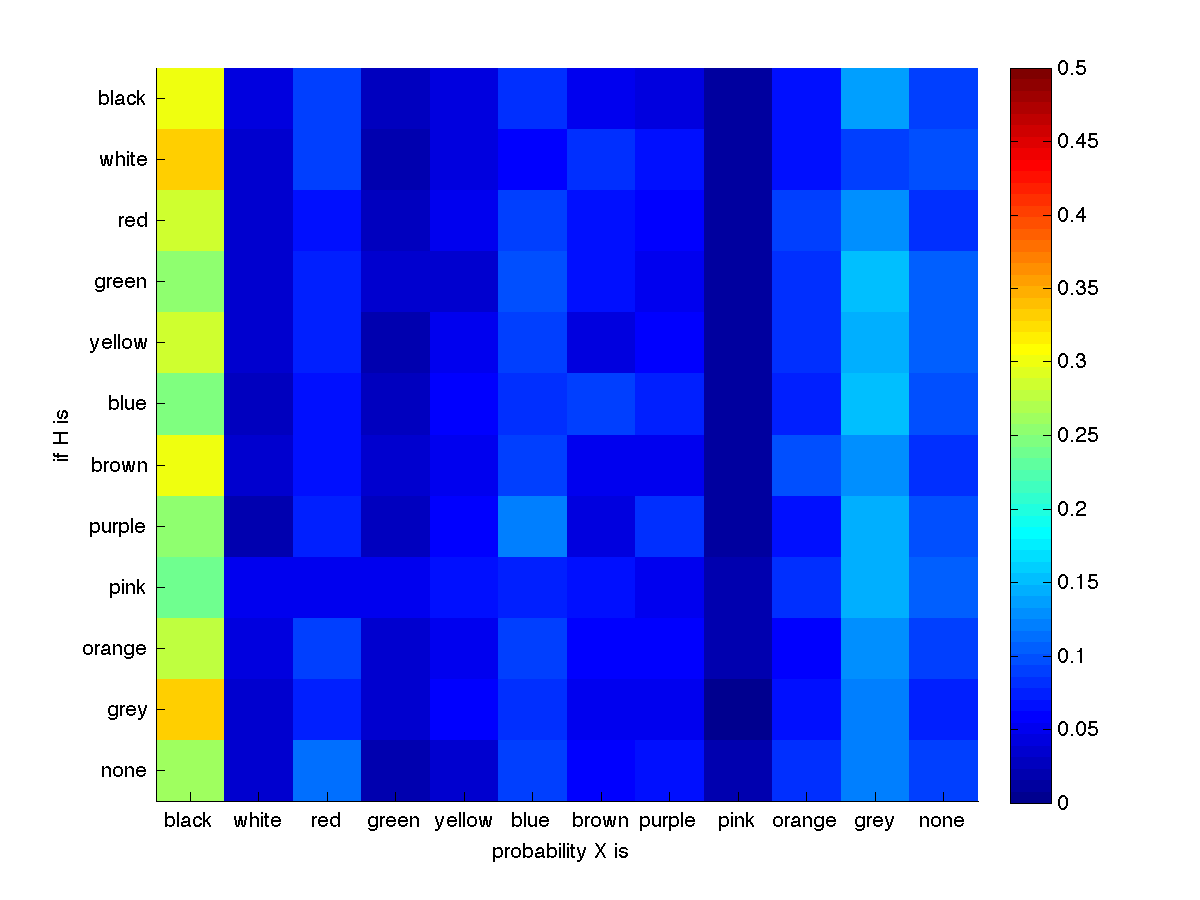 if H is
black
white
red
green
yellow
blue
brown
purple
pink
orange
grey
none
black white red green yellow blue brown purple pink orange grey none
probability X is
0.5
0.45
0.4
0.35
0.3
0.25
0.2
0.15
0.1
0.05
0